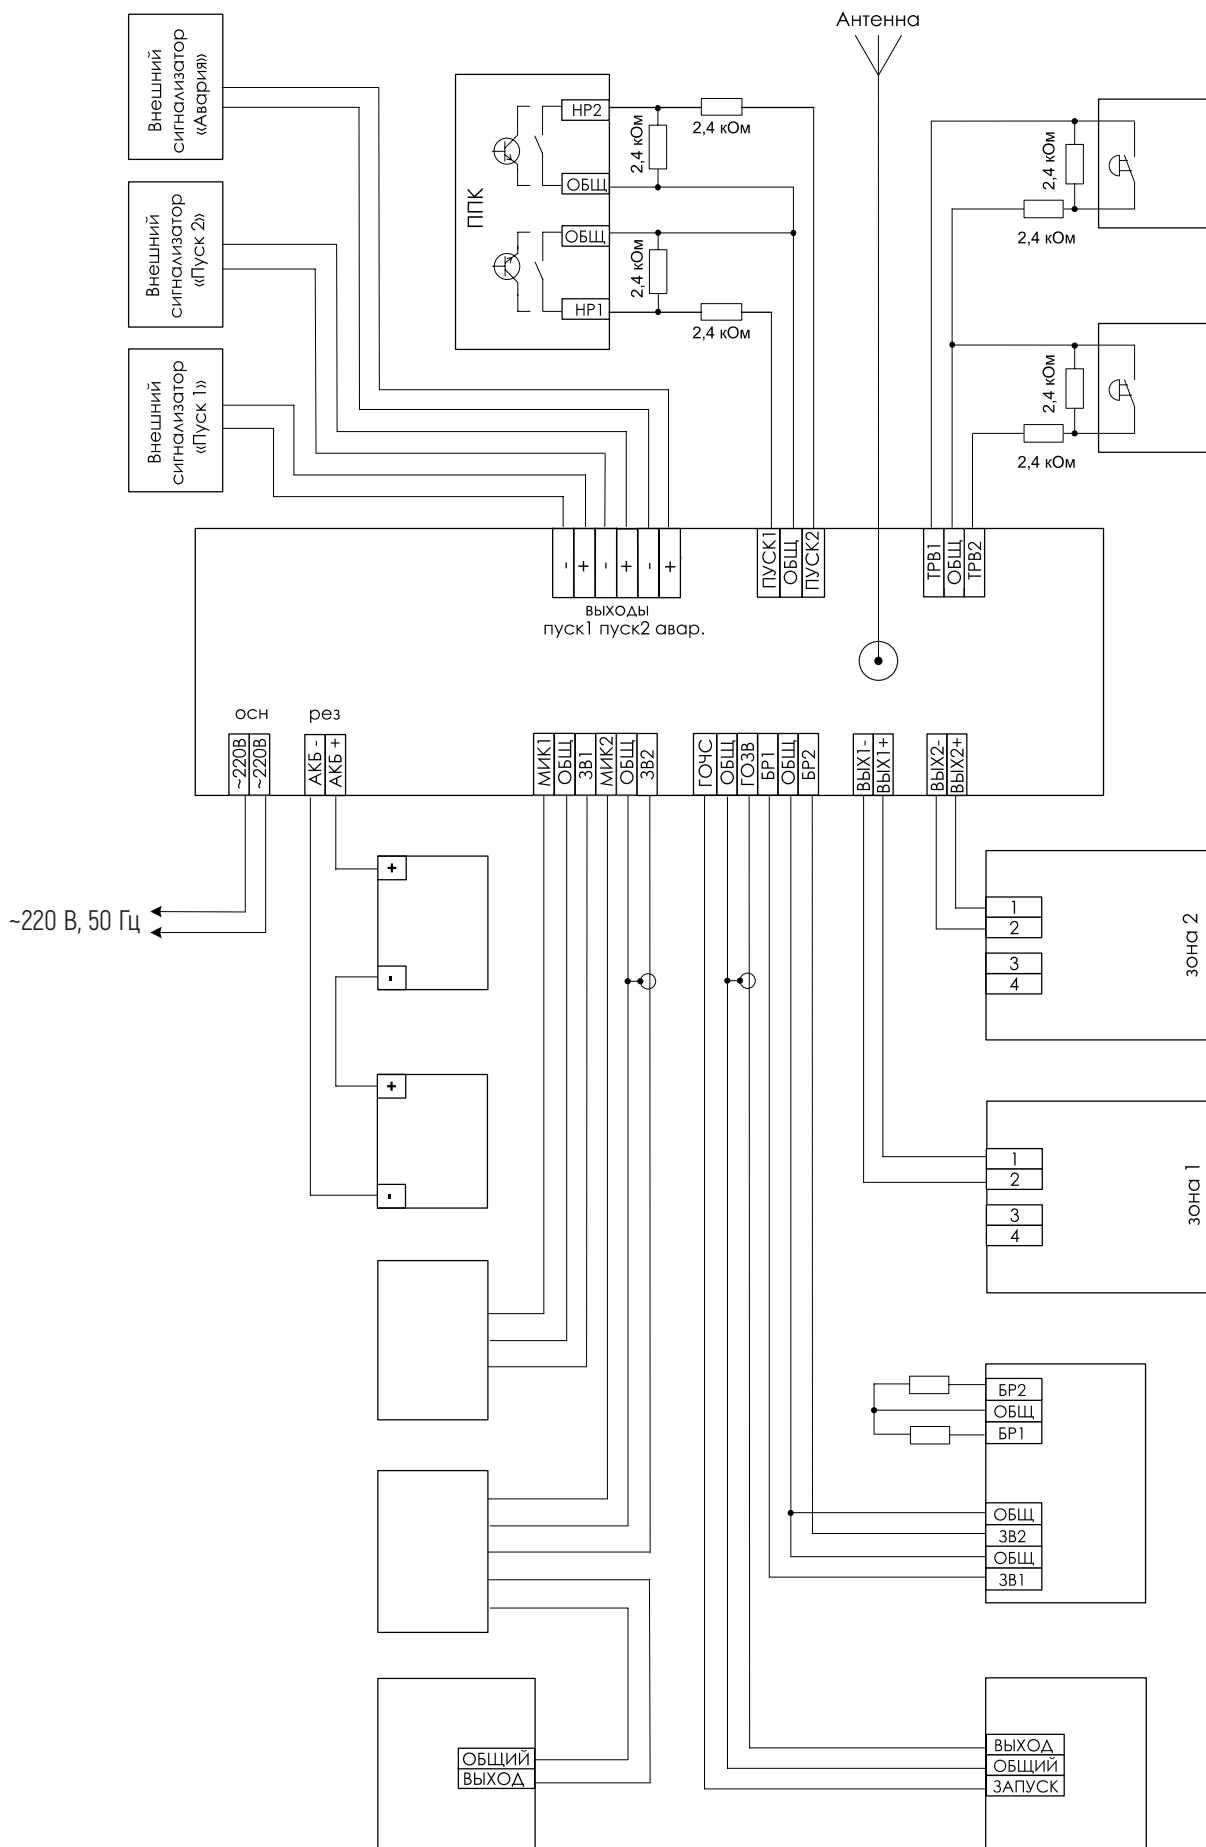 Антенна
Внешний
сигнализатор
«Авария»
Внешний
сигнализатор
«Пуск 2»
Внешний
сигнализатор
«Пуск 1»
ППК
НР2
ОБЩ
ОБЩ
НР1
2,4 кОм
2,4 кОм
2,4 кОм
2,4 кОм
2,4 кОм
2,4 кОм
2,4 кОм
2,4 кОм
-
+
-
+
-
+
выходы
пуск1 пуск2 авар.
ПУСК1
ОБЩ
ПУСК2
ТРВ1
ОБЩ
ТРВ2
осн
рез
~220В
~220В
АКБ -
АКБ +
МИК1
ОБЩ
ЗВ1
МИК2
ОБЩ
ЗВ2
ГОЧС
ОБЩ
ГОЗВ
БР1
ОБЩ
БР2
ВЫХ1-
ВЫХ1+
ВЫХ2-
ВЫХ2+
~220 В, 50 Гц
+
-
+
-
1
2
3
4
зона 2
1
2
3
4
зона 1
БР2
ОБЩ
БР1
ОБЩ
ЗВ2
ОБЩ
ЗВ1
ОБЩИЙ
ВЫХОД
ВЫХОД
ОБЩИЙ
ЗАПУСК